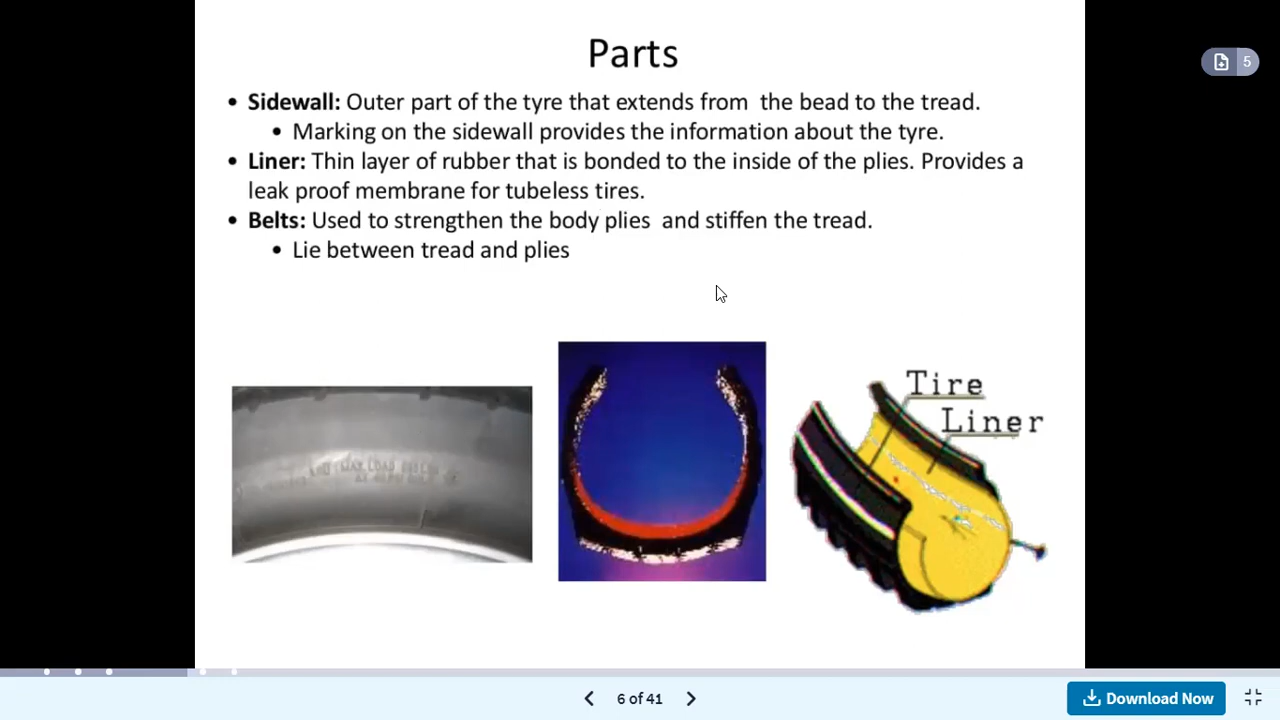 Parts
• Sidewall: Outer part of the tyre that extends from the bead to the tread.
• Marking on the sidewall provides the information about the tyre.
• Liner: Thin layer of rubber that is bonded to the inside of the plies. Provides a
leak proof membrane for tubeless tires.
• Belts: Used to strengthen the body plies and stiffen the tread.
• Lie between tread and plies
Tire
Liner
MAX LOAD
5
6 of 41
Download Now